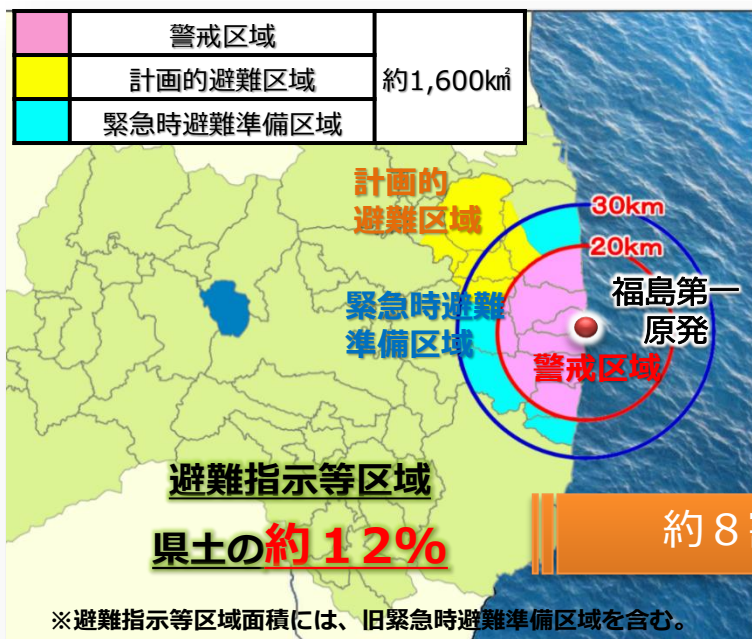 警戒区域
計画的避難区域
約1,600k㎡
緊急時避難準備区域
計画的
避難区域
30km
20km
福島第一
原発
緊急時避難
準備区域
警戒区域
避難指示等区域
県土の約１２%
約８
※避難指示等区域面積には、旧緊急時避難準備区域を含む。